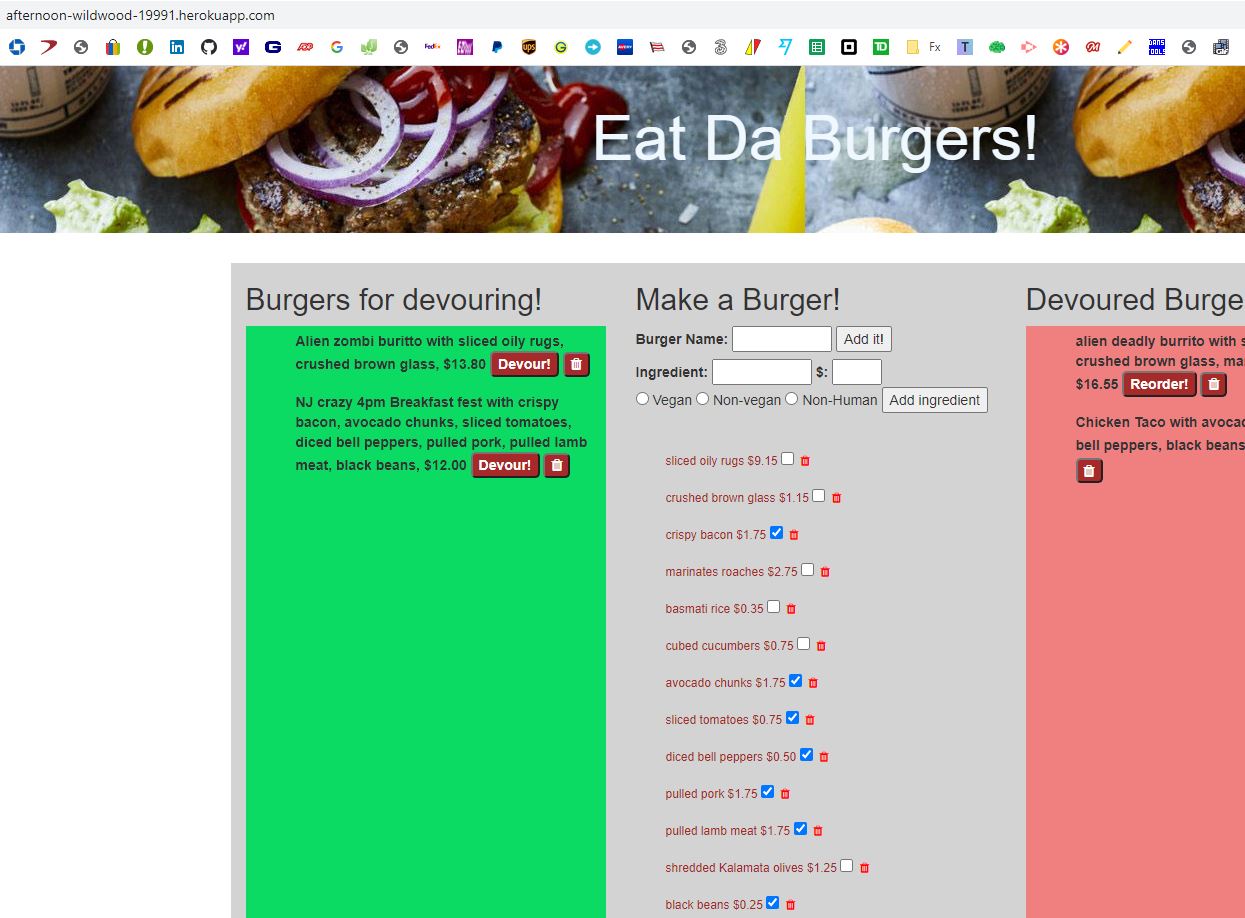 afternoon-wildwood-19991.herokuapp.com
Fx
Eat Da Burgers!
Burgers for devouring!
Alien zombi buritto with sliced oily rugs,
crushed brown glass, $13.80 Devour!
NJ crazy 4pm Breakfast fest with crispy
bacon, avocado chunks, sliced tomatoes,
diced bell peppers, pulled pork, pulled lamb
meat, black beans, $12.00 Devour!
Make a Burger!
Burger Name: Add it!
Ingredient: $:
Vegan Non-vegan Non-Human Add ingredient
sliced oily rugs $9.15
crushed brown glass $1.15
crispy bacon $1.75
marinates roaches $2.75
basmati rice $0.35
cubed cucumbers $0.75
avocado chunks $1.75
sliced tomatoes $0.75
diced bell peppers $0.50
pulled pork $1.75
pulled lamb meat $1.75
shredded Kalamata olives $1.25
black beans $0.25
Devoured Burge
alien deadly burrito with s
crushed brown glass, ma
$16.55 Reorder!
Chicken Taco with avocad
bell peppers, black beans